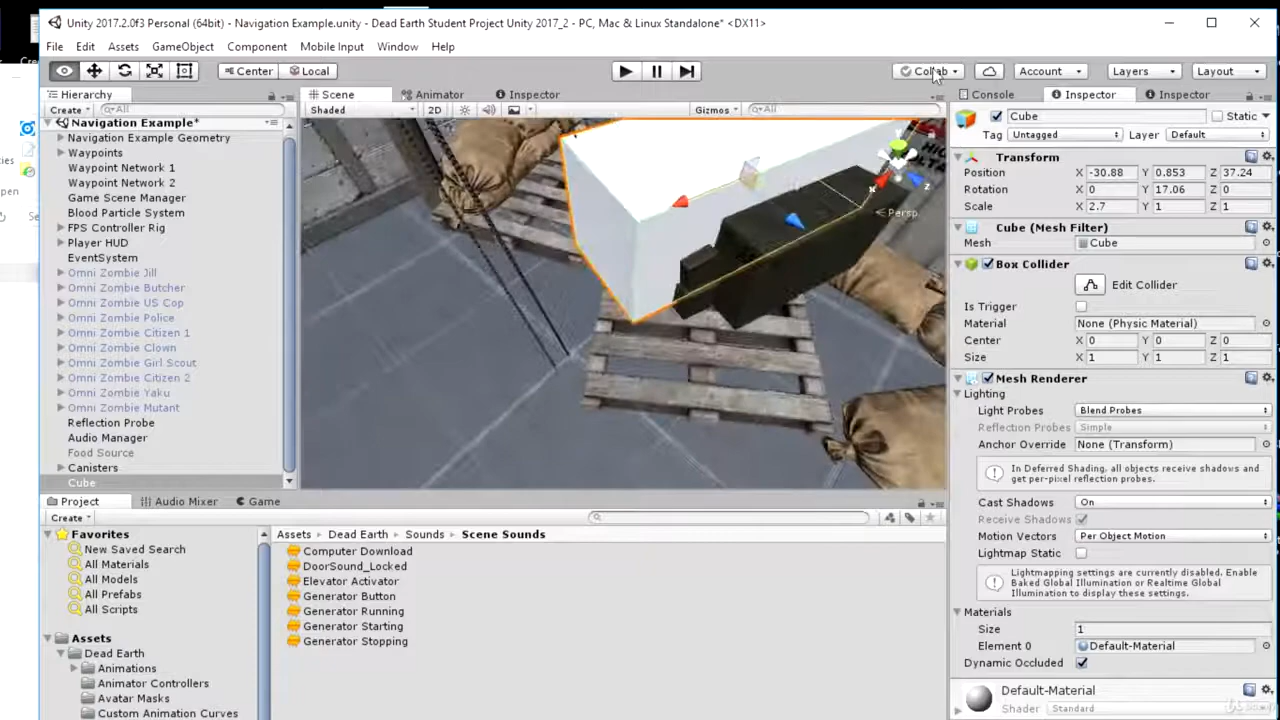 Unity 2017.2.0f3 Personal (64bit) - Navigation Example.unity - Dead Earth Student Project Unity 2017_2 - PC, Mac & Linux Standalone* <DX11>
File Edit Assets GameObject Component Mobile Input Window Help
Center Local Collab Account Layers Layout
Hierarchy Scene Animator Inspector Console Inspector Inspector
Create All Shaded 2D Gizmos All Cube Static
Tag Untagged Layer Default
Navigation Example*
Navigation Example Geometry
Waypoints
Waypoint Network 1
Waypoint Network 2
Game Scene Manager
Blood Particle System
FPS Controller Rig
Player HUD
EventSystem
Omni Zombie Jill
Omni Zombie Butcher
Omni Zombie US Cop
Omni Zombie Police
Omni Zombie Citizen 1
Omni Zombie Clown
Omni Zombie Girl Scout
Omni Zombie Citizen 2
Omni Zombie Yaku
Omni Zombie Mutant
Reflection Probe
Audio Manager
Food Source
Canisters
Cube
x z
Persp
Transform
Position X -30.88 Y 0.853 Z 37.24
Rotation X 0 Y 17.06 Z 0
Scale X 2.7 Y 1 Z 1
Cube (Mesh Filter)
Mesh Cube
Box Collider
Edit Collider
Is Trigger
Material None (Physic Material)
Center X 0 Y 0 Z 0
Size X 1 Y 1 Z 1
Mesh Renderer
Lighting
Light Probes Blend Probes
Reflection Probes Simple
Anchor Override None (Transform)
In Deferred Shading, all objects receive shadows and
get per-pixel reflection probes.
Cast Shadows On
Receive Shadows
Motion Vectors Per Object Motion
Lightmap Static
Lightmapping settings are currently disabled. Enable
Baked Global Illumination or Realtime Global
Illumination to display these settings.
Materials
Size 1
Element 0 Default-Material
Dynamic Occluded
Default-Material
Shader Standard
Project Audio Mixer Game
Create
Favorites
New Saved Search
All Materials
All Models
All Prefabs
All Scripts
Assets
Dead Earth
Animations
Animator Controllers
Avatar Masks
Custom Animation Curves
Assets Dead Earth Sounds Scene Sounds
Computer Download
DoorSound_Locked
Elevator Activator
Generator Button
Generator Running
Generator Starting
Generator Stopping